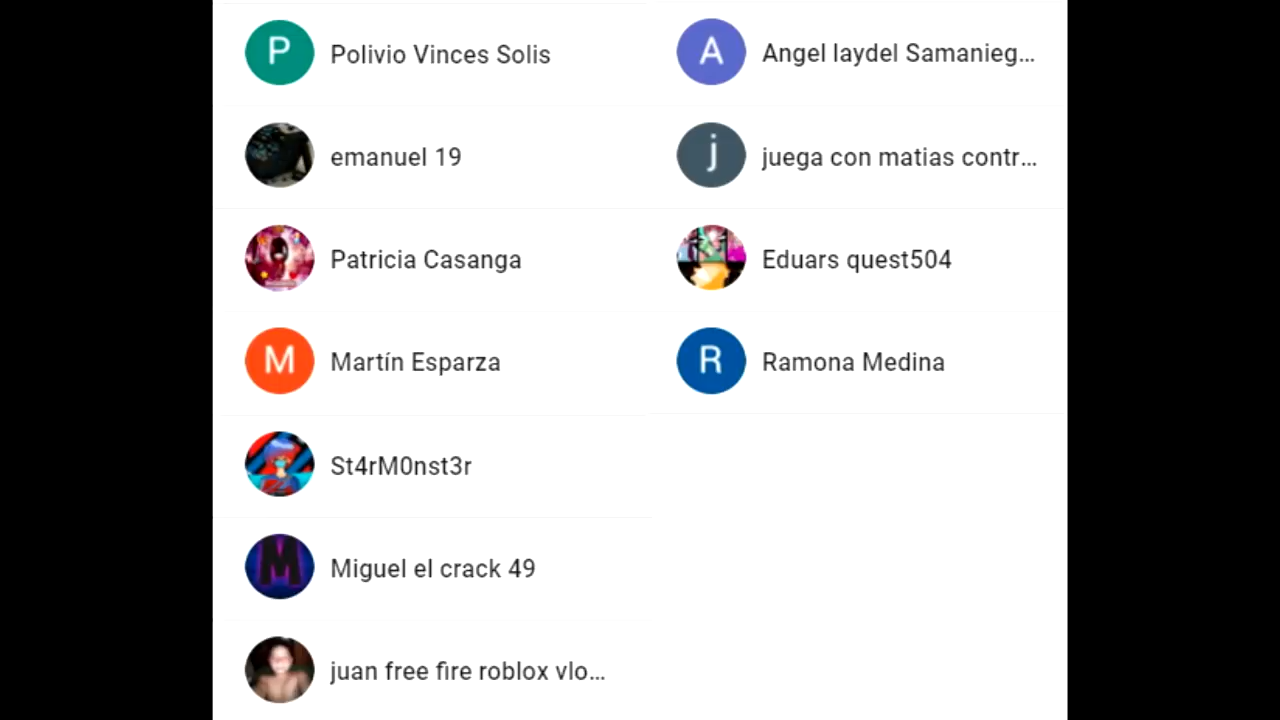 P
Polivio Vinces Solis
emanuel 19
Patricia Casanga
M
Martín Esparza
St4rM0nst3r
M
Miguel el crack 49
juan free fire roblox vlo...
A
Angel laydel Samanieg...
j
juega con matias contr...
Eduars quest504
R
Ramona Medina